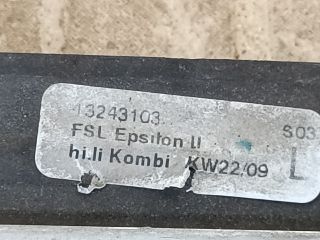 13243103
FSL Epsilon II S03
hi.li Kombi KW22/09 L